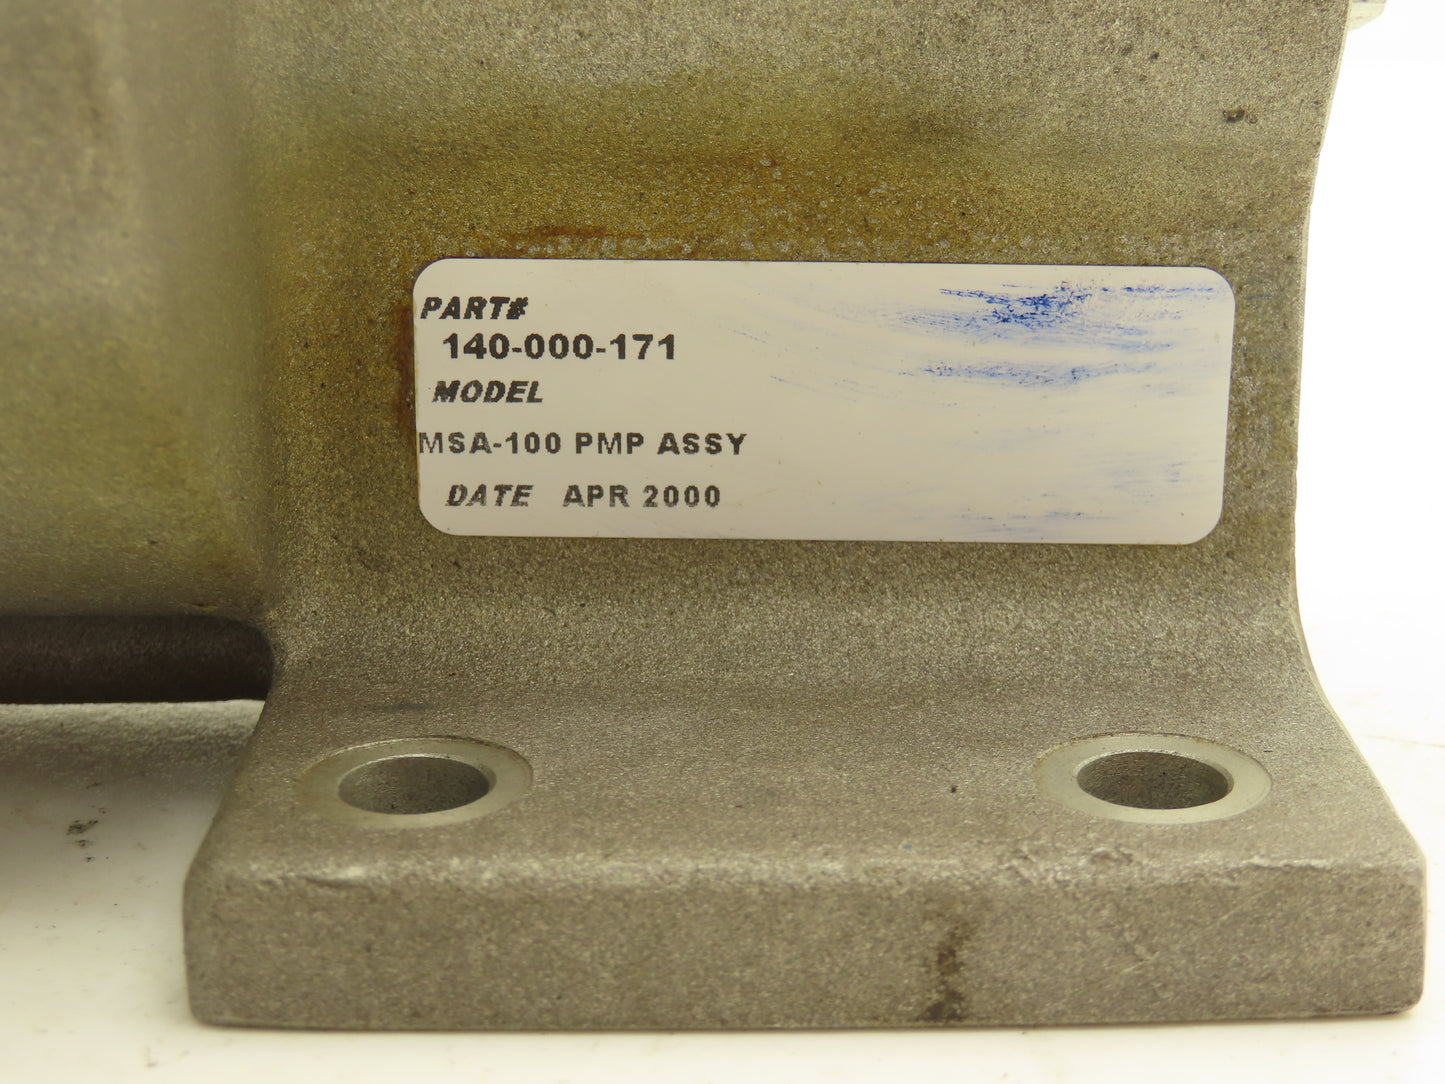 PART#
140-000-171
MODEL
MSA-100 PMP ASSY
DATE APR 2000